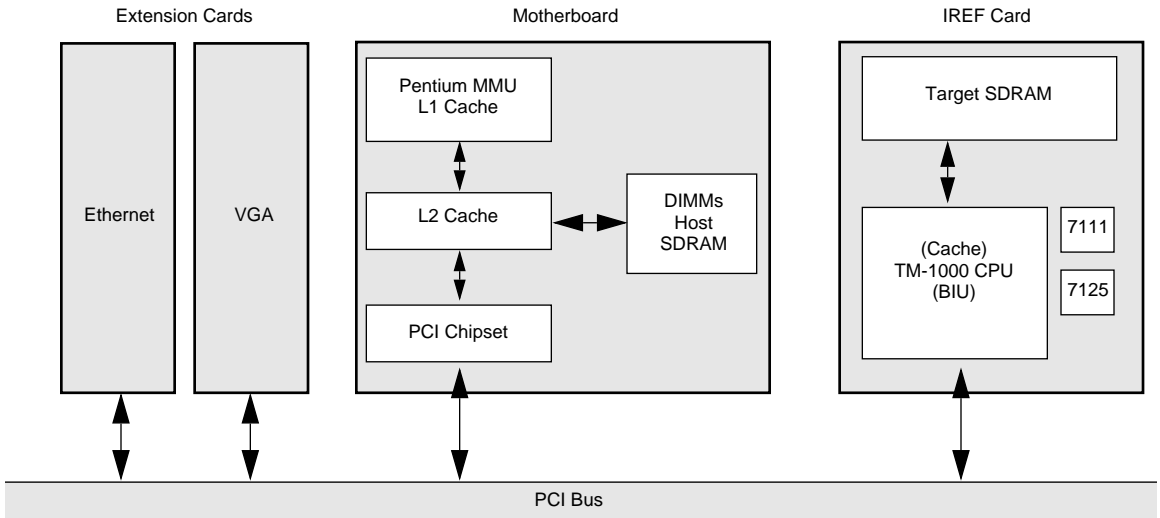 Extension Cards
Motherboard
IREF Card
Ethernet
VGA
Pentium MMU
L1 Cache
L2 Cache
PCI Chipset
DIMMs
Host
SDRAM
Target SDRAM
(Cache)
TM-1000 CPU
(BIU)
7111
7125
PCI Bus